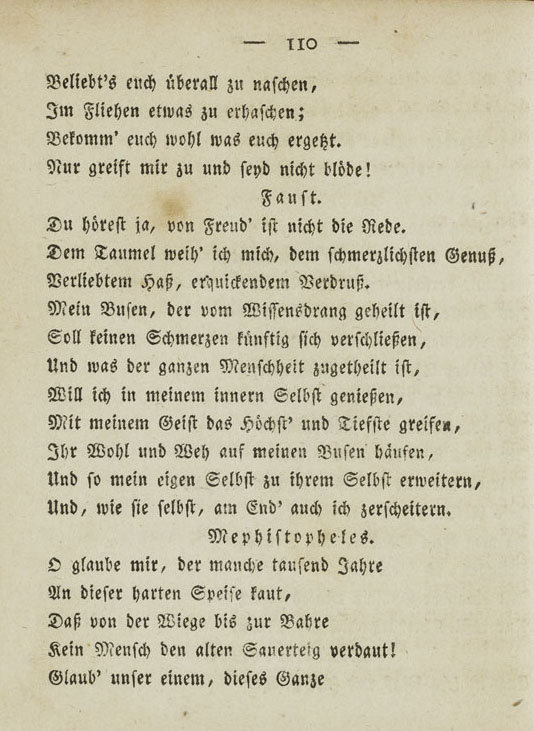 — 110 —
Beliebt's euch überall zu naschen,
Im Fliehen etwas zu erhaschen;
Bekomm' euch wohl was euch ergetzt.
Nur greift mir zu und seyd nicht blöde!
Faust.
Du hörest ja, von Freud' ist nicht die Rede.
Dem Taumel weih' ich mich, dem schmerzlichsten Genuß,
Verliebtem Haß, erquickendem Verdruß.
Mein Busen, der vom Wissensdrang geheilt ist,
Soll keinen Schmerzen künftig sich verschließen,
Und was der ganzen Menschheit zugetheilt ist,
Will ich in meinem innern Selbst genießen,
Mit meinem Geist das Höchst' und Tiefste greifen,
Ihr Wohl und Weh auf meinen Busen häufen,
Und so mein eigen Selbst zu ihrem Selbst erweitern,
Und, wie sie selbst, am End' auch ich zerscheitern.
Mephistopheles.
O glaube mir, der manche tausend Jahre
An dieser harten Speise kaut,
Daß von der Wiege bis zur Bahre
Kein Mensch den alten Sauerteig verdaut!
Glaub' unser einem, dieses Ganze